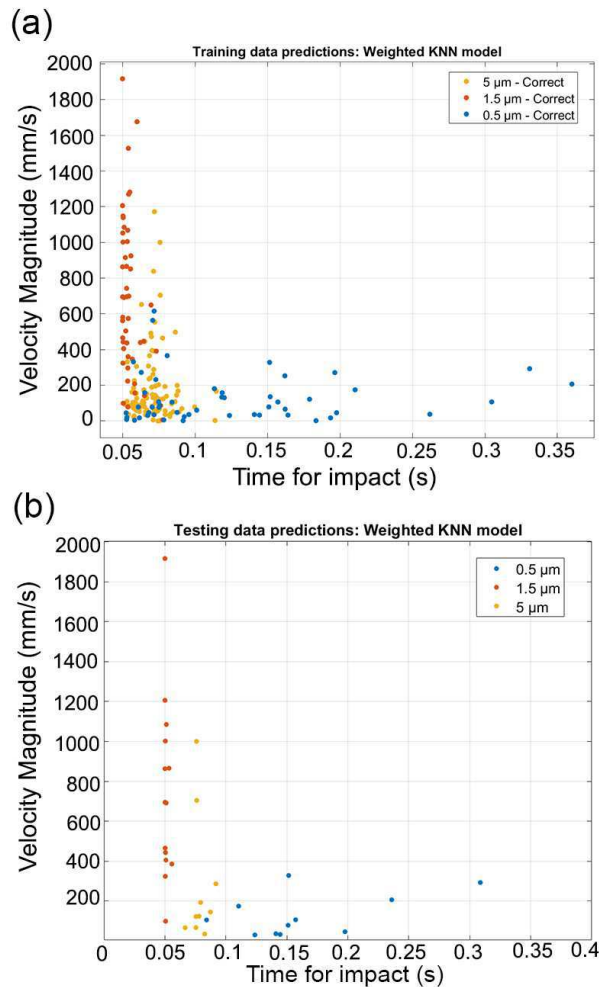 (a)
Training data predictions: Weighted KNN model
2000
1800
1600
1400
1200
1000
800
600
400
200
0
Velocity Magnitude (mm/s)
5 µm - Correct
1.5 µm - Correct
0.5 µm - Correct
0.05 0.1 0.15 0.2 0.25 0.3 0.35
Time for impact (s)
(b)
Testing data predictions: Weighted KNN model
2000
1800
1600
1400
1200
1000
800
600
400
200
Velocity Magnitude (mm/s)
0.5 µm
1.5 µm
5 µm
0 0.05 0.1 0.15 0.2 0.25 0.3 0.35 0.4
Time for impact (s)